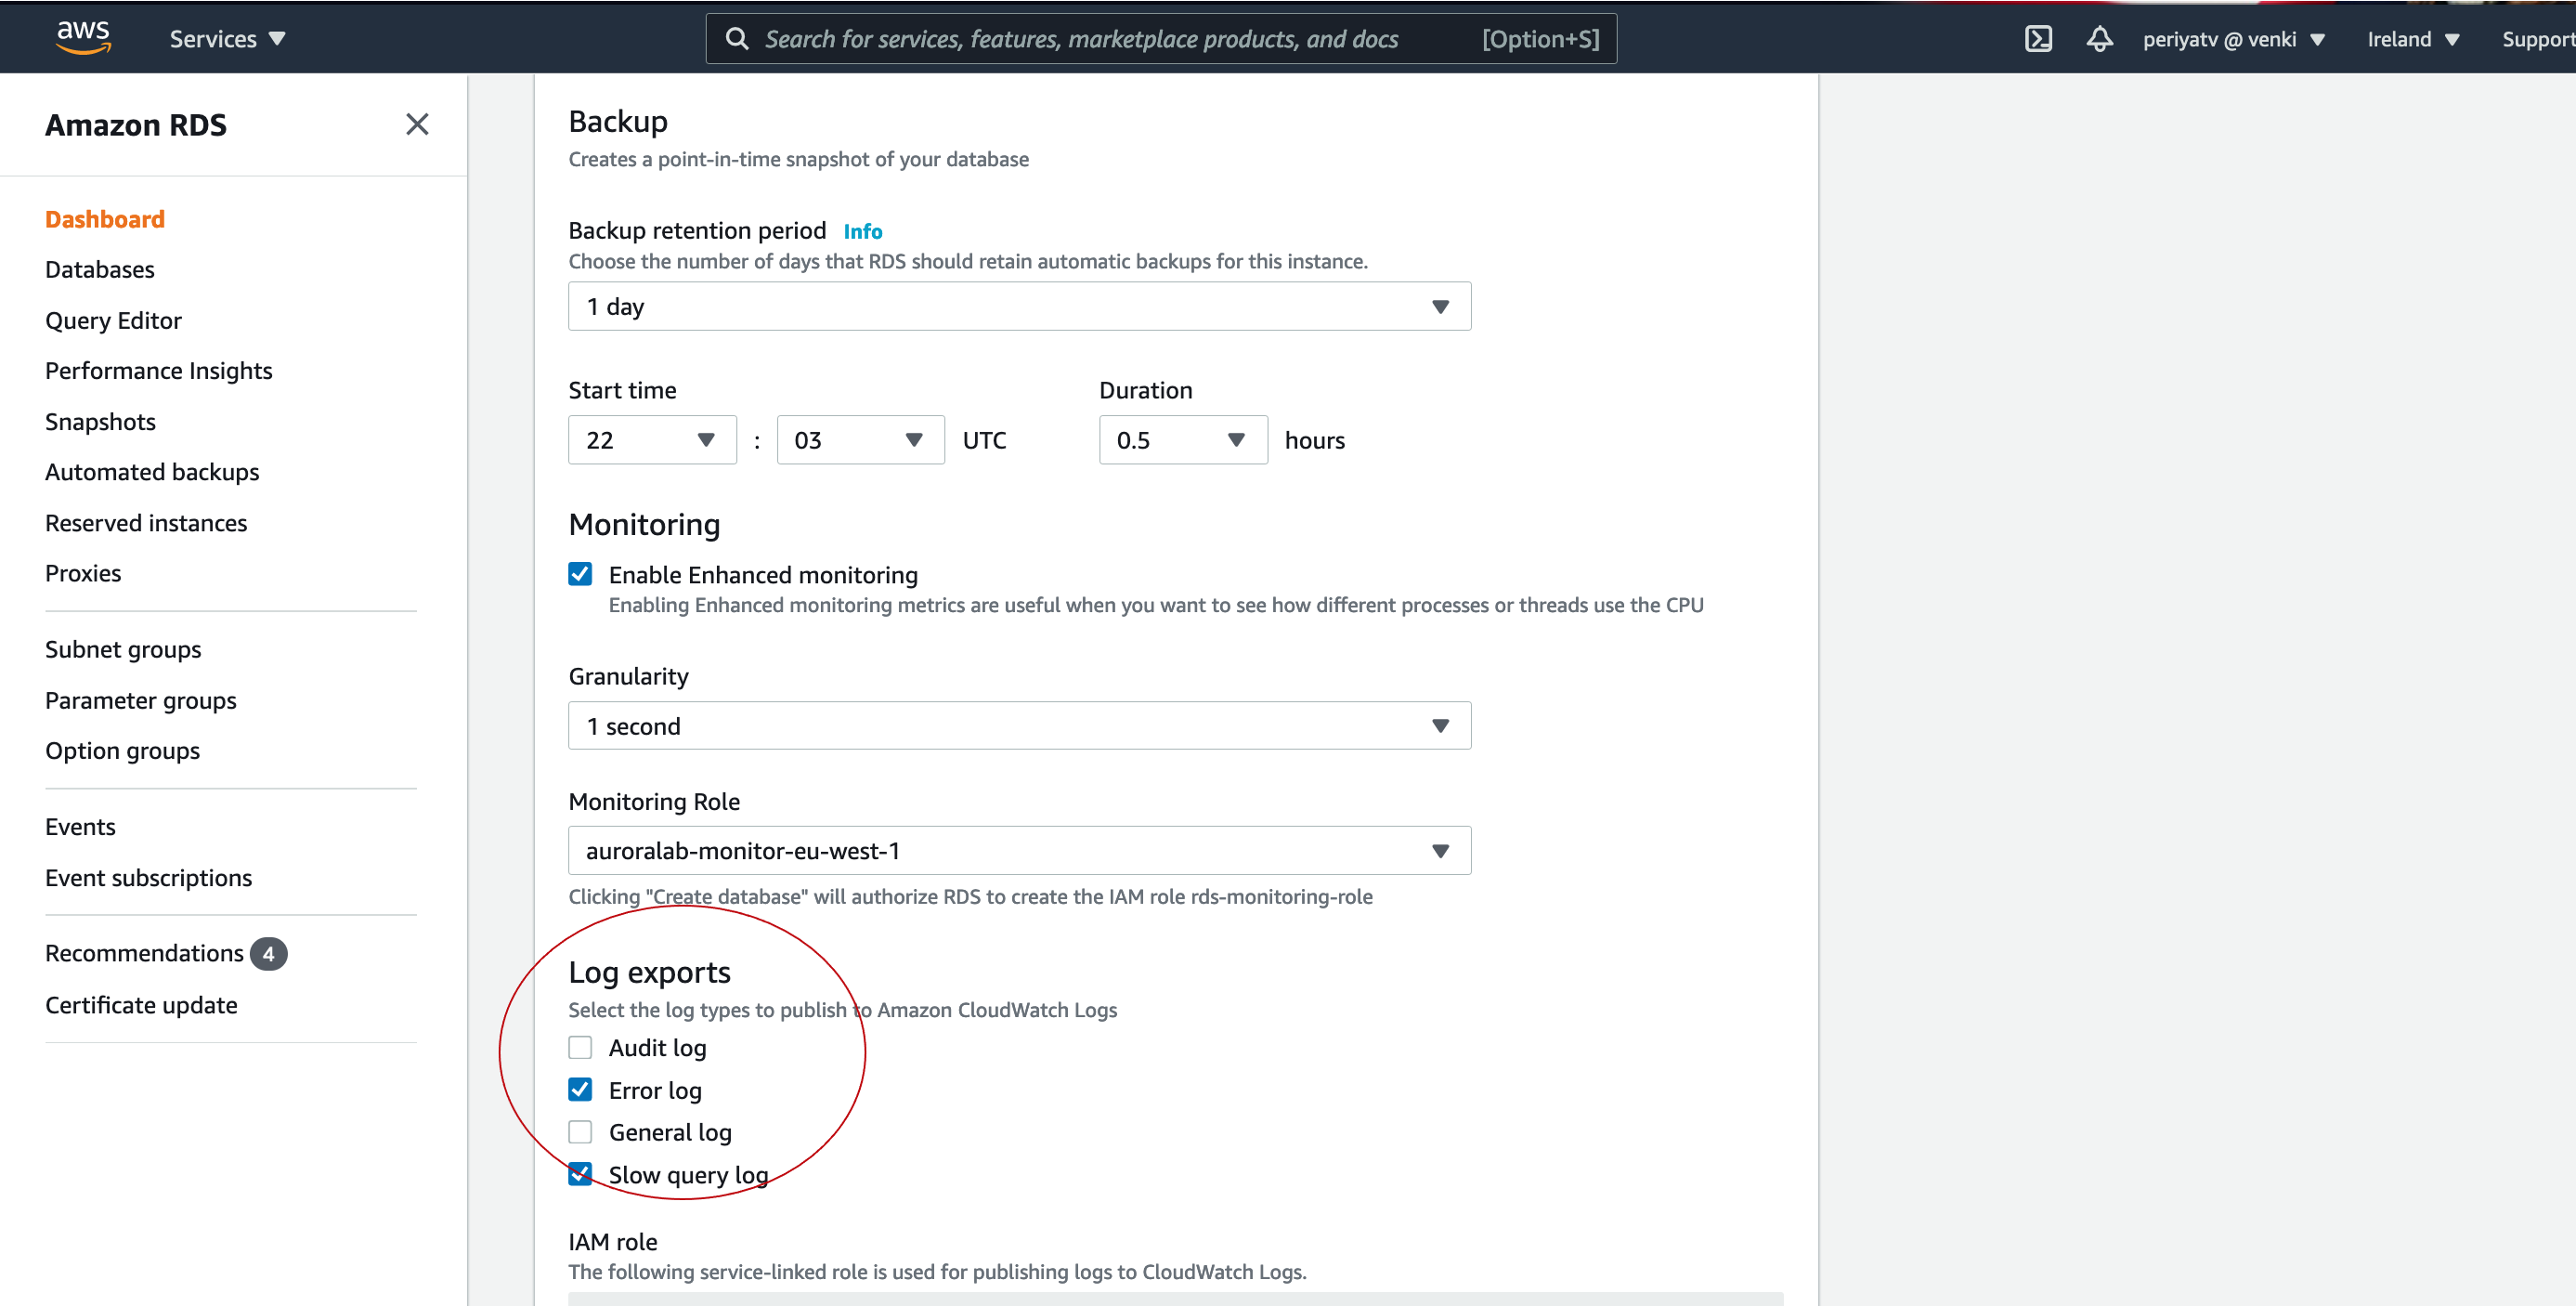 aws
Services
Search for services, features, marketplace products, and docs [Option+S]
periyatv @ venki
Ireland
Support
Amazon RDS
Dashboard
Databases
Query Editor
Performance Insights
Snapshots
Automated backups
Reserved instances
Proxies
Subnet groups
Parameter groups
Option groups
Events
Event subscriptions
Recommendations 4
Certificate update
Backup
Creates a point-in-time snapshot of your database
Backup retention period Info
Choose the number of days that RDS should retain automatic backups for this instance.
1 day
Start time
22 : 03 UTC
Duration
0.5 hours
Monitoring
Enable Enhanced monitoring
Enabling Enhanced monitoring metrics are useful when you want to see how different processes or threads use the CPU
Granularity
1 second
Monitoring Role
auroralab-monitor-eu-west-1
Clicking "Create database" will authorize RDS to create the IAM role rds-monitoring-role
Log exports
Select the log types to publish to Amazon CloudWatch Logs
Audit log
Error log
General log
Slow query log
IAM role
The following service-linked role is used for publishing logs to CloudWatch Logs.